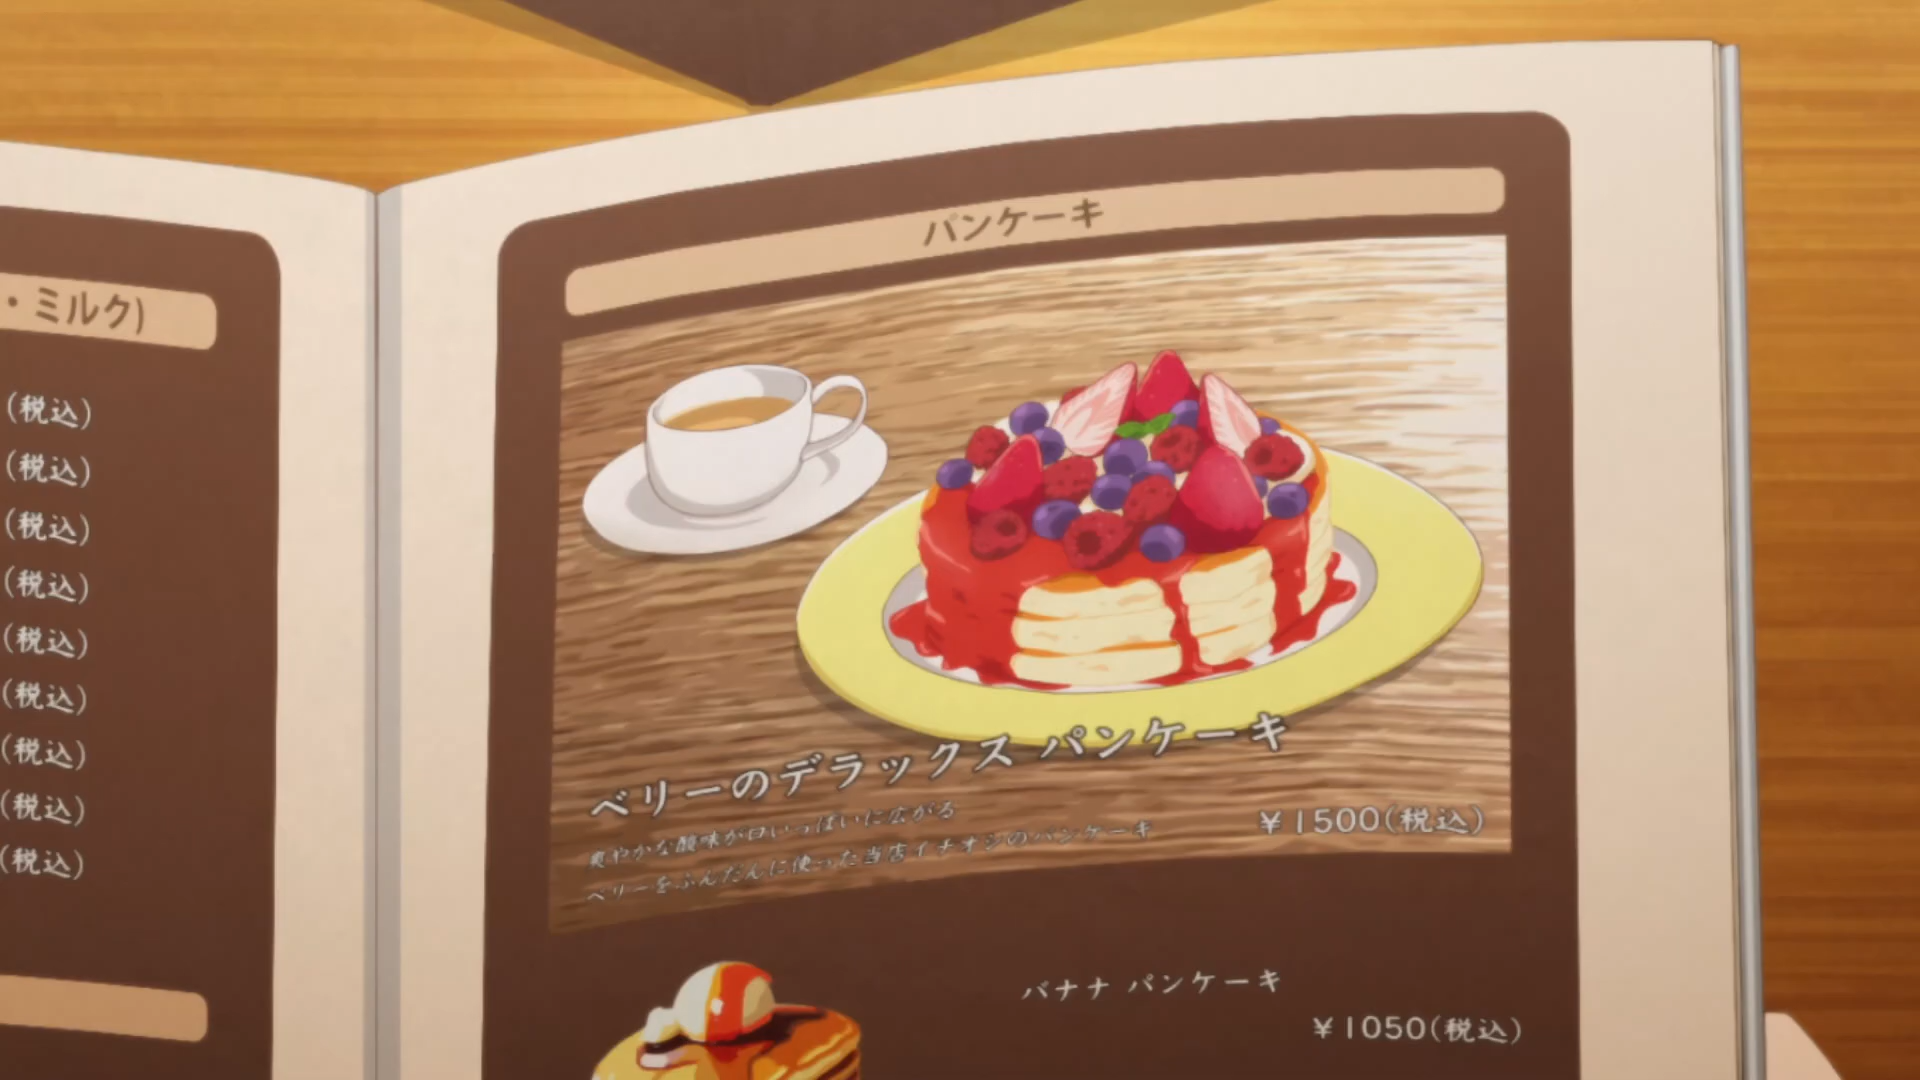 ・ミルク)
(税込)
(税込)
(税込)
(税込)
(税込)
(税込)
(税込)
(税込)
(税込)
パンケーキ
ベリーのデラックス パンケーキ
爽やかな酸味が口いっぱいに広がる
ベリーをふんだんに使った当店イチオシのパンケーキ
¥1500(税込)
バナナ パンケーキ
¥1050(税込)